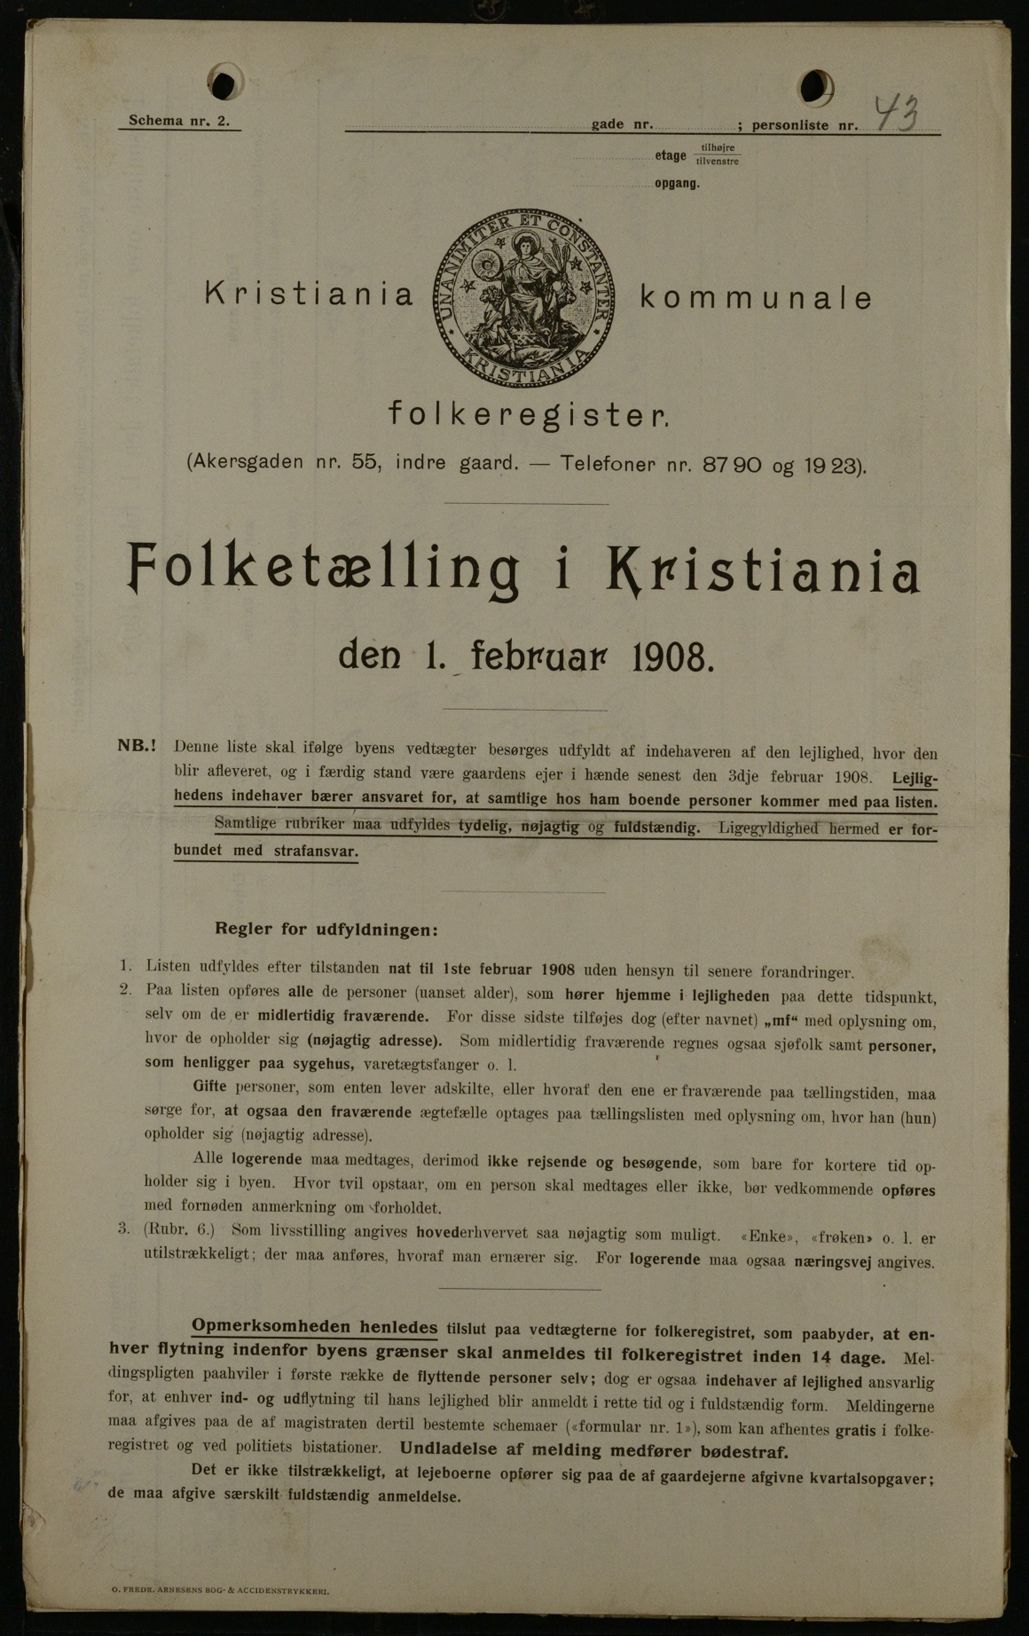 Schema nr. 2.
gade nr. ; personliste nr. 43
etage tilhøjre
tilvenstre
opgang.
UNANIMITER ET CONSTANTER
KRISTIANIA
Kristiania kommunale
folkeregister.
(Akersgaden nr. 55, indre gaard. — Telefoner nr. 8790 og 1923).
Folketælling i Kristiania
den 1. februar 1908.
NB.! Denne liste skal ifølge byens vedtægter besørges udfyldt af indehaveren af den lejlighed, hvor den
blir afleveret, og i færdig stand være gaardens ejer i hænde senest den 3dje februar 1908. Lejlig-
hedens indehaver bærer ansvaret for, at samtlige hos ham boende personer kommer med paa listen.
Samtlige rubriker maa udfyldes tydelig, nøjagtig og fuldstændig. Ligegyldighed hermed er for-
bundet med strafansvar.
Regler for udfyldningen:
1. Listen udfyldes efter tilstanden nat til 1ste februar 1908 uden hensyn til senere forandringer.
2. Paa listen opføres alle de personer (uanset alder), som hører hjemme i lejligheden paa dette tidspunkt,
selv om de er midlertidig fraværende. For disse sidste tilføjes dog (efter navnet) „mf“ med oplysning om,
hvor de opholder sig (nøjagtig adresse). Som midlertidig fraværende regnes ogsaa sjøfolk samt personer,
som henligger paa sygehus, varetægtsfanger o. l.
Gifte personer, som enten lever adskilte, eller hvoraf den ene er fraværende paa tællingstiden, maa
sørge for, at ogsaa den fraværende ægtefælle optages paa tællingslisten med oplysning om, hvor han (hun)
opholder sig (nøjagtig adresse).
Alle logerende maa medtages, derimod ikke rejsende og besøgende, som bare for kortere tid op-
holder sig i byen. Hvor tvil opstaar, om en person skal medtages eller ikke, bør vedkommende opføres
med fornøden anmerkning om forholdet.
3. (Rubr. 6.) Som livsstilling angives hovederhvervet saa nøjagtig som muligt. «Enke», «frøken» o. l. er
utilstrækkeligt; der maa anføres, hvoraf man ernærer sig. For logerende maa ogsaa næringsvej angives.
Opmerksomheden henledes tilslut paa vedtægterne for folkeregistret, som paabyder, at en-
hver flytning indenfor byens grænser skal anmeldes til folkeregistret inden 14 dage. Mel-
dingspligten paahviler i første række de flyttende personer selv; dog er ogsaa indehaver af lejlighed ansvarlig
for, at enhver ind- og udflytning til hans lejlighed blir anmeldt i rette tid og i fuldstændig form. Meldingerne
maa afgives paa de af magistraten dertil bestemte schemaer («formular nr. 1»), som kan afhentes gratis i folke-
registret og ved politiets bistationer. Undladelse af melding medfører bødestraf.
Det er ikke tilstrækkeligt, at lejeboerne opfører sig paa de af gaardejerne afgivne kvartalsopgaver;
de maa afgive særskilt fuldstændig anmeldelse.
O. FREDR. ARNESENS BOG- & ACCIDENSTRYKKERI.